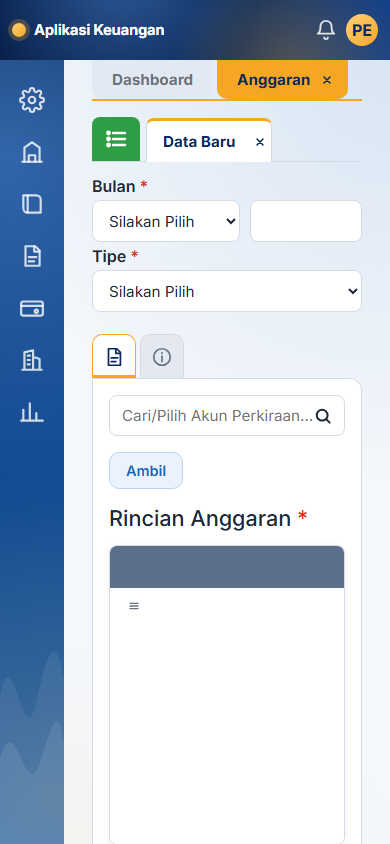 Aplikasi Keuangan
PE
Dashboard
Anggaran ×
Data Baru ×
Bulan *
Silakan Pilih
Tipe *
Silakan Pilih
Cari/Pilih Akun Perkiraan...
Ambil
Rincian Anggaran *